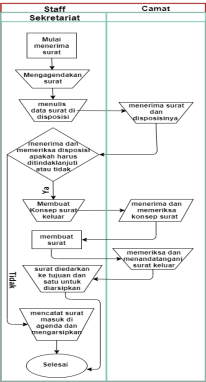 Staff
Camat
Sekretariat
Mulai
menerima
surat
Mengagendakan
surat
menulis
data surat di
disposisi
menerima surat
dan
disposisinya
menerima dan
memeriksa disposisi
apakah harus
ditindaklanjuti
atau tidak
Ya
Membuat
Konsep surat
keluar
menerima dan
memeriksa
konsep surat
membuat
surat
memeriksa dan
menandatangani
surat keluar
surat diedarkan
ke tujuan dan
satu untuk
diarsipkan
Tidak
mencatat surat
masuk di
agenda dan
mengarsipkan
Selesai